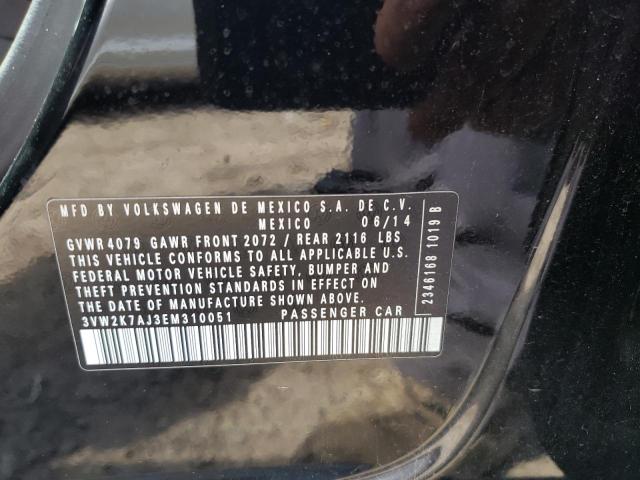 MFD BY VOLKSWAGEN DE MEXICO S.A. DE C.V.
MEXICO 06/14
GVWR 4079 GAWR FRONT 2072 / REAR 2116 LBS
THIS VEHICLE CONFORMS TO ALL APPLICABLE U.S.
FEDERAL MOTOR VEHICLE SAFETY, BUMPER AND
THEFT PREVENTION STANDARDS IN EFFECT ON
THE DATE OF MANUFACTURE SHOWN ABOVE.
3VW2K7AJ3EM310051 PASSENGER CAR
2346168 1019 B